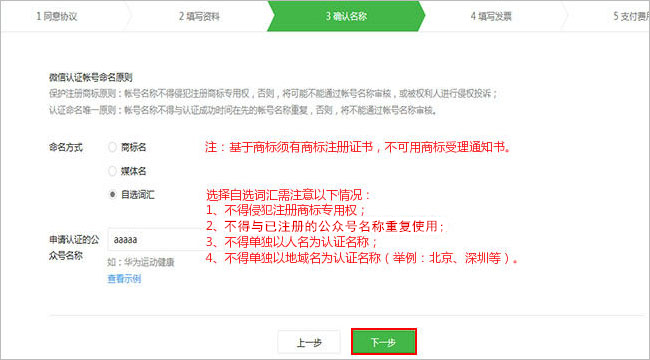 1 同意协议
2 填写资料
3 确认名称
4 填写发票
5 支付费用
微信认证帐号命名原则
保护注册商标原则：帐号名称不得侵犯注册商标专用权，否则，将可能不能通过帐号名称审核，或被权利人进行侵权投诉；
认证命名唯一原则：帐号名称不得与认证成功时间在先的帐号名称重复，否则，将不能通过帐号名称审核。
命名方式
商标名
注：基于商标须有商标注册证书，不可用商标受理通知书。
媒体名
自选词汇
选择自选词汇需注意以下情况：
1、不得侵犯注册商标专用权；
2、不得与已注册的公众号名称重复使用；
3、不得单独以人名为认证名称；
4、不得单独以地域名为认证名称（举例：北京、深圳等）。
申请认证的公
众号名称
aaaaa
如：华为运动健康
查看示例
上一步
下一步